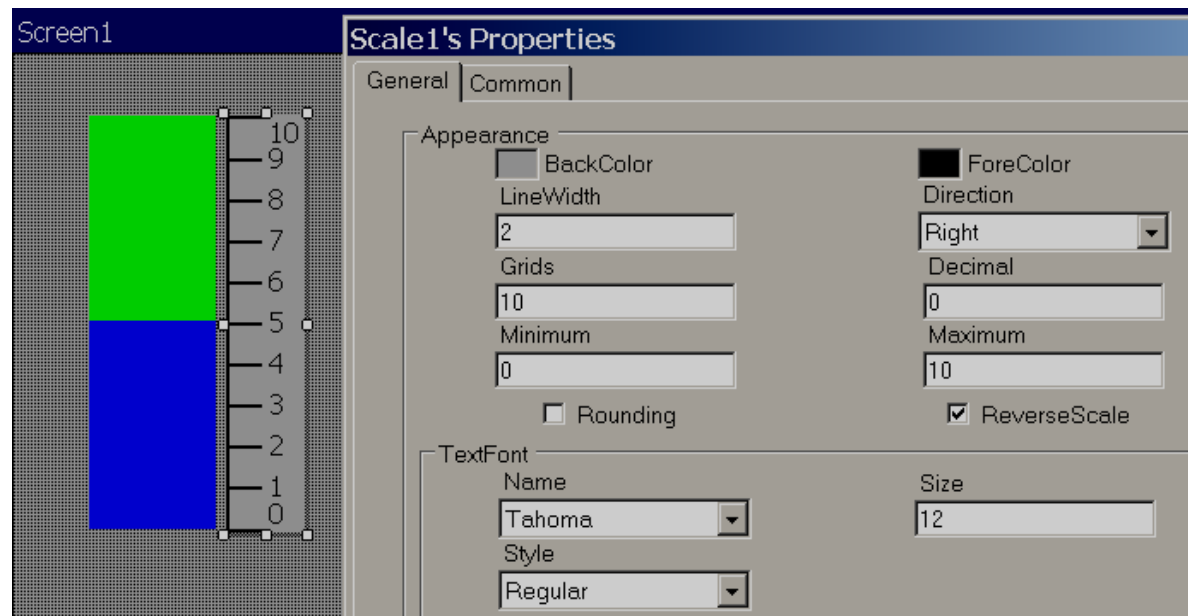 Screen1
Scale1's Properties
General Common
10
9
8
7
6
5
4
3
2
1
0
Appearance
BackColor ForeColor
LineWidth Direction
2 Right
Grids Decimal
10 0
Minimum Maximum
0 10
Rounding ReverseScale
TextFont
Name Size
Tahoma 12
Style
Regular